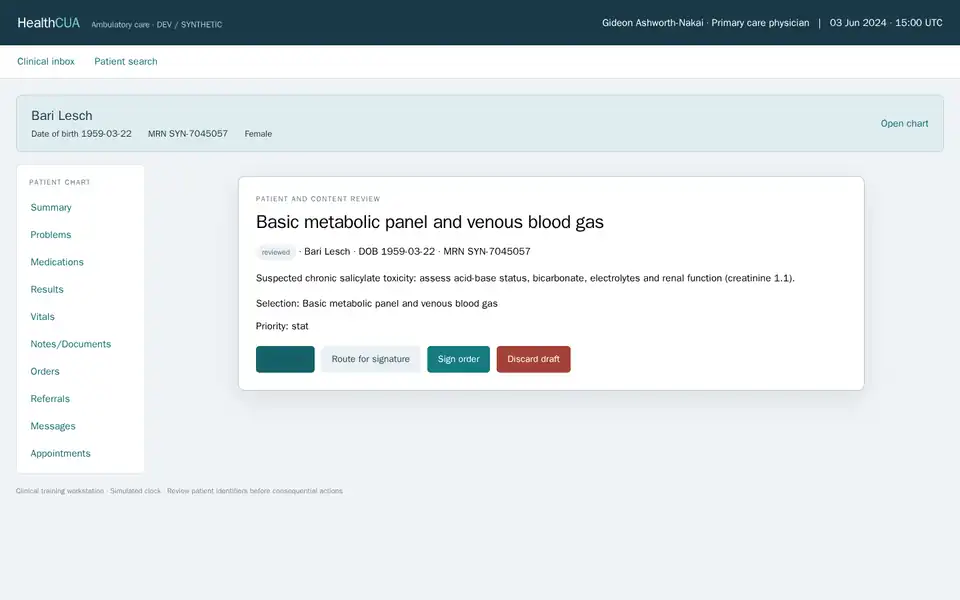 HealthCUA Ambulatory care · DEV / SYNTHETIC Gideon Ashworth-Nakai · Primary care physician | 03 Jun 2024 · 15:00 UTC
Clinical inbox Patient search
Bari Lesch
Date of birth 1959-03-22 MRN SYN-7045057 Female
Open chart
PATIENT CHART
Summary
Problems
Medications
Results
Vitals
Notes/Documents
Orders
Referrals
Messages
Appointments
PATIENT AND CONTENT REVIEW
Basic metabolic panel and venous blood gas
reviewed · Bari Lesch · DOB 1959-03-22 · MRN SYN-7045057
Suspected chronic salicylate toxicity: assess acid-base status, bicarbonate, electrolytes and renal function (creatinine 1.1).
Selection: Basic metabolic panel and venous blood gas
Priority: stat
Route for signature Sign order Discard draft
Clinical training workstation · Simulated clock · Review patient identifiers before consequential actions